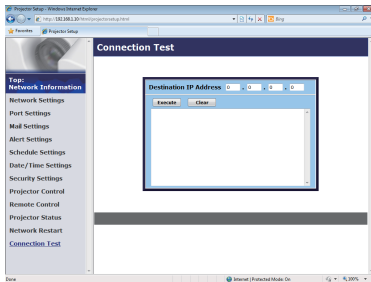 Projector Setup - Windows Internet Explorer
http://192.168.1.10/html/projectorsetup.html
Bing
Favorites
Projector Setup
Connection Test
Top:
Network Information
Network Settings
Port Settings
Mail Settings
Alert Settings
Schedule Settings
Date/Time Settings
Security Settings
Projector Control
Remote Control
Projector Status
Network Restart
Connection Test
Destination IP Address 0 . 0 . 0 . 0
Execute Clear
Done
Internet | Protected Mode: On
100%